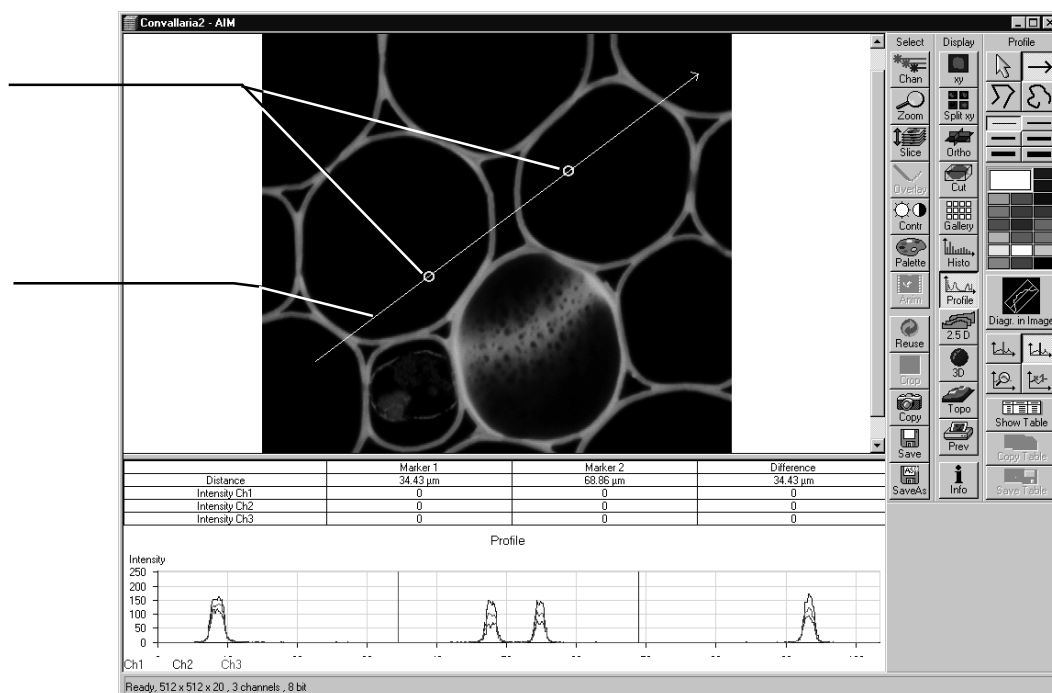 Convallaria2 - AIM
Select
Chan
Zoom
Slice
Overlay
Contr
Palette
Anim
Reuse
Crop
Copy
Save
AS
SaveAs
Display
xy
Split xy
Ortho
Cut
Gallery
Histo
Profile
2.5 D
3D
Topo
Prev
Info
Profile
Diagr. in Image
Show Table
Copy Table
Save Table
Marker 1 Marker 2 Difference
Distance 34.43 µm 68.86 µm 34.43 µm
Intensity Ch1 0 0 0
Intensity Ch2 0 0 0
Intensity Ch3 0 0 0
Profile
Intensity
250
200
150
100
50
0
Ch1 Ch2 Ch3
Ready, 512 x 512 x 20 , 3 channels , 8 bit